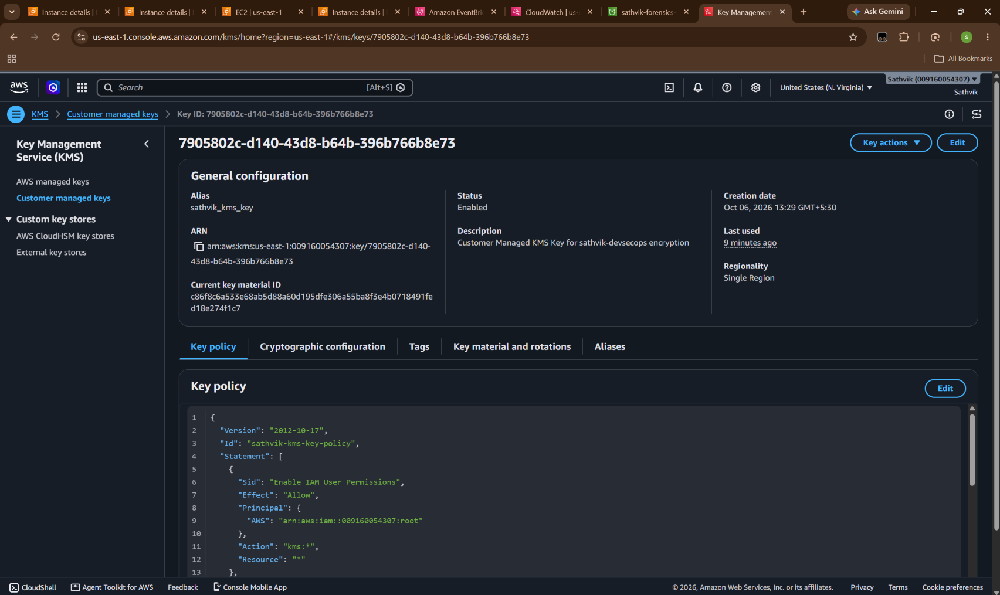 Instance details |
Instance details |
EC2 | us-east-1
Instance details |
Amazon EventBri
CloudWatch | us-
sathvik-forensics-
Key Management
Ask Gemini
us-east-1.console.aws.amazon.com/kms/home?region=us-east-1#/kms/keys/7905802c-d140-43d8-b64b-396b766b8e73
S
All Bookmarks
aws
Search
[Alt+S]
United States (N. Virginia)
Sathvik (009160054307)
Sathvik
KMS
Customer managed keys
Key ID: 7905802c-d140-43d8-b64b-396b766b8e73
Key Management
Service (KMS)
AWS managed keys
Customer managed keys
Custom key stores
AWS CloudHSM key stores
External key stores
7905802c-d140-43d8-b64b-396b766b8e73
Key actions
Edit
General configuration
Alias
sathvik_kms_key
ARN
arn:aws:kms:us-east-1:009160054307:key/7905802c-d140-
43d8-b64b-396b766b8e73
Current key material ID
c86f8c6a533e68ab5d88a60d195dfe306a55ba8f3e4b0718491fe
d18e274f1c7
Status
Enabled
Description
Customer Managed KMS Key for sathvik-devsecops encryption
Creation date
Oct 06, 2026 13:29 GMT+5:30
Last used
9 minutes ago
Regionality
Single Region
Key policy
Cryptographic configuration
Tags
Key material and rotations
Aliases
Key policy
Edit
1 {
2 "Version": "2012-10-17",
3 "Id": "sathvik-kms-key-policy",
4 "Statement": [
5 {
6 "Sid": "Enable IAM User Permissions",
7 "Effect": "Allow",
8 "Principal": {
9 "AWS": "arn:aws:iam::009160054307:root"
10 },
11 "Action": "kms:*",
12 "Resource": "*"
13 },
CloudShell
Agent Toolkit for AWS
Feedback
Console Mobile App
© 2026, Amazon Web Services, Inc. or its affiliates.
Privacy
Terms
Cookie preferences